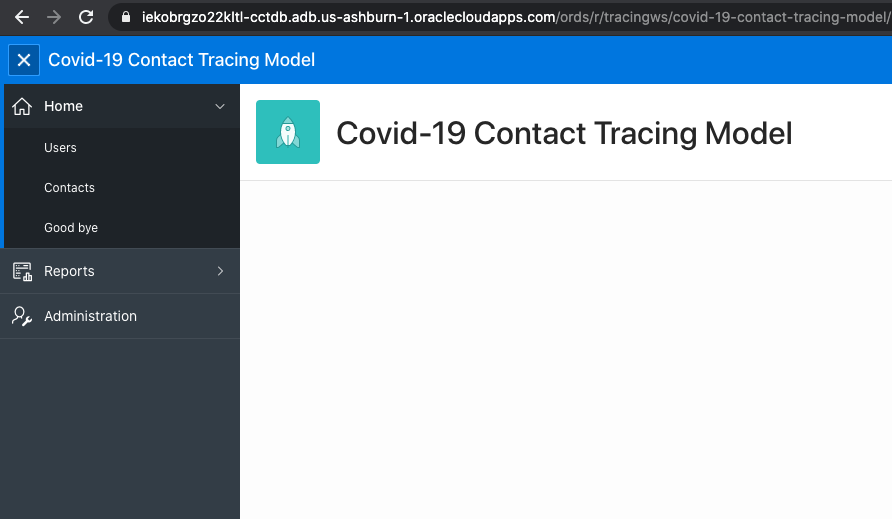 iekobrgzo22kltl-cctdb.adb.us-ashburn-1.oraclecloudapps.com/ords/r/tracingws/covid-19-contact-tracing-model/
Covid-19 Contact Tracing Model
Home
Covid-19 Contact Tracing Model
Users
Contacts
Good bye
Reports
Administration